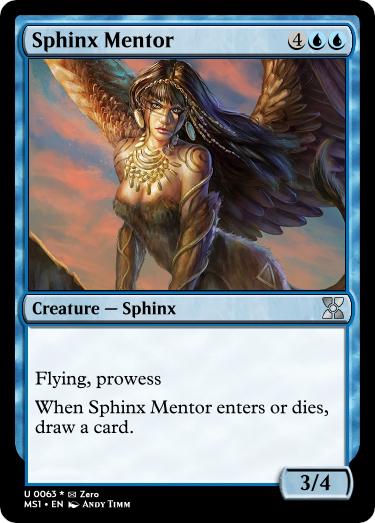 Sphinx Mentor 4
Creature — Sphinx
Flying, prowess
When Sphinx Mentor enters or dies,
draw a card.
3/4
U 0063 * Zero
MS1 • EN Andy Timm